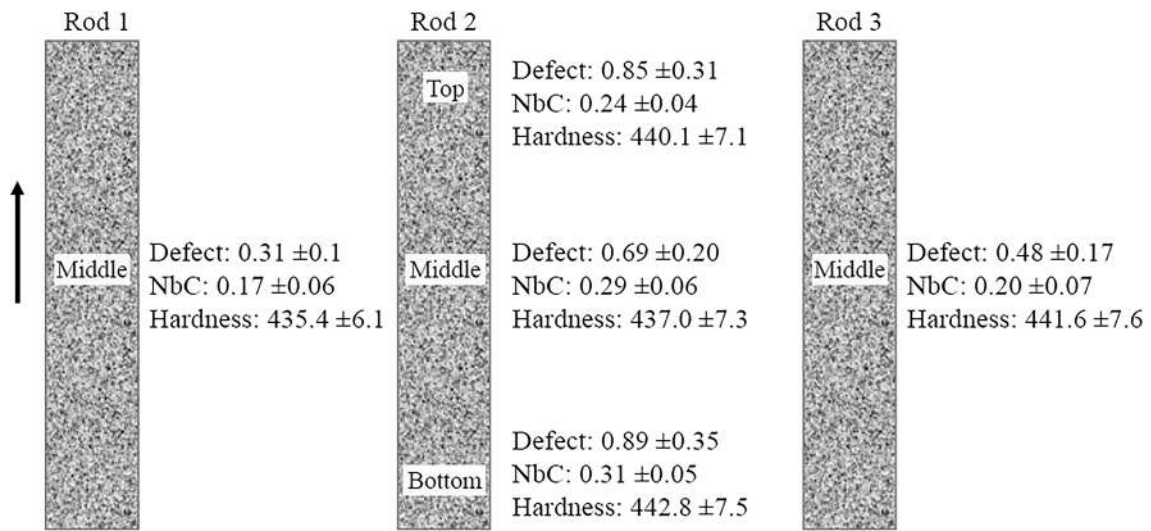 Rod 1
Middle
Defect: 0.31 ±0.1
NbC: 0.17 ±0.06
Hardness: 435.4 ±6.1
Rod 2
Top
Defect: 0.85 ±0.31
NbC: 0.24 ±0.04
Hardness: 440.1 ±7.1
Middle
Defect: 0.69 ±0.20
NbC: 0.29 ±0.06
Hardness: 437.0 ±7.3
Bottom
Defect: 0.89 ±0.35
NbC: 0.31 ±0.05
Hardness: 442.8 ±7.5
Rod 3
Middle
Defect: 0.48 ±0.17
NbC: 0.20 ±0.07
Hardness: 441.6 ±7.6